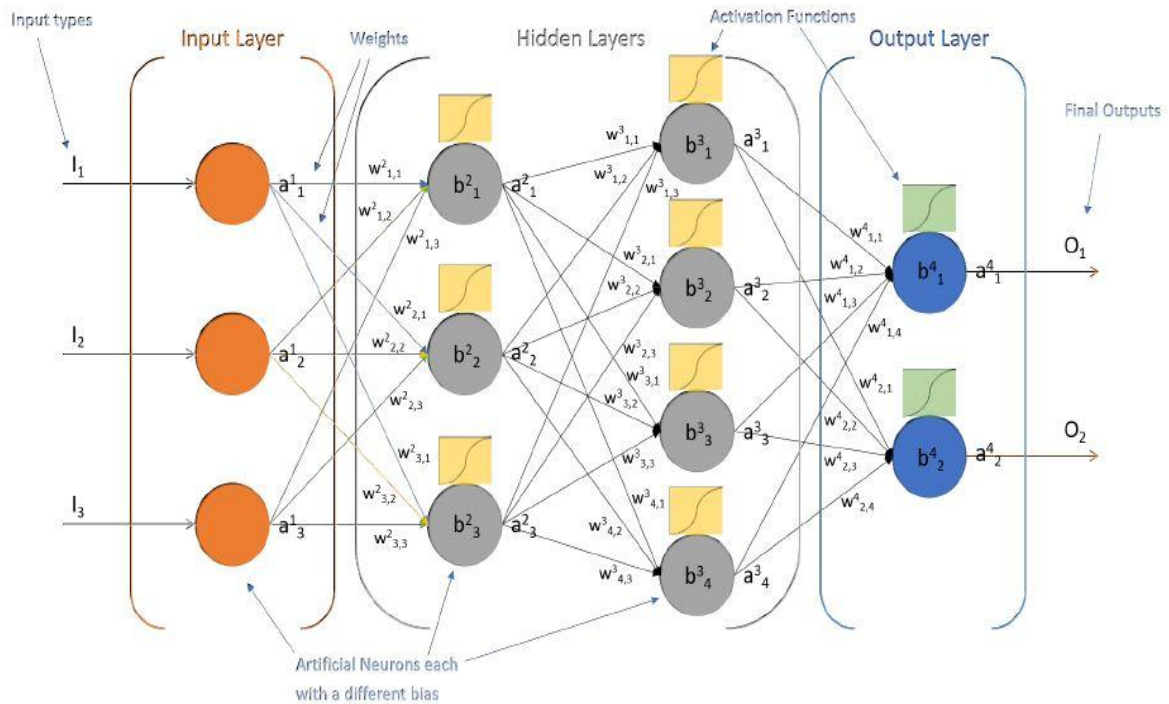 Input types
Input Layer
Weights
Hidden Layers
Activation Functions
Output Layer
Final Outputs
I₁
a¹₁
w²₁,₁
w²₁,₂
w²₁,₃
b²₁
a²₁
w³₁,₁
w³₁,₂
w³₁,₃
b³₁
a³₁
w⁴₁,₁
w⁴₁,₂
w⁴₁,₃
w⁴₁,₄
b⁴₁
a⁴₁
O₁
I₂
a¹₂
w²₂,₁
w²₂,₂
w²₂,₃
b²₂
a²₂
w³₂,₁
w³₂,₂
w³₂,₃
b³₂
a³₂
w⁴₂,₁
w⁴₂,₂
w⁴₂,₃
w⁴₂,₄
b⁴₂
a⁴₂
O₂
I₃
a¹₃
w²₃,₁
w²₃,₂
w²₃,₃
b²₃
a²₃
w³₃,₁
w³₃,₂
w³₃,₃
b³₃
a³₃
w³₄,₁
w³₄,₂
w³₄,₃
b³₄
a³₄
Artificial Neurons each
with a different bias